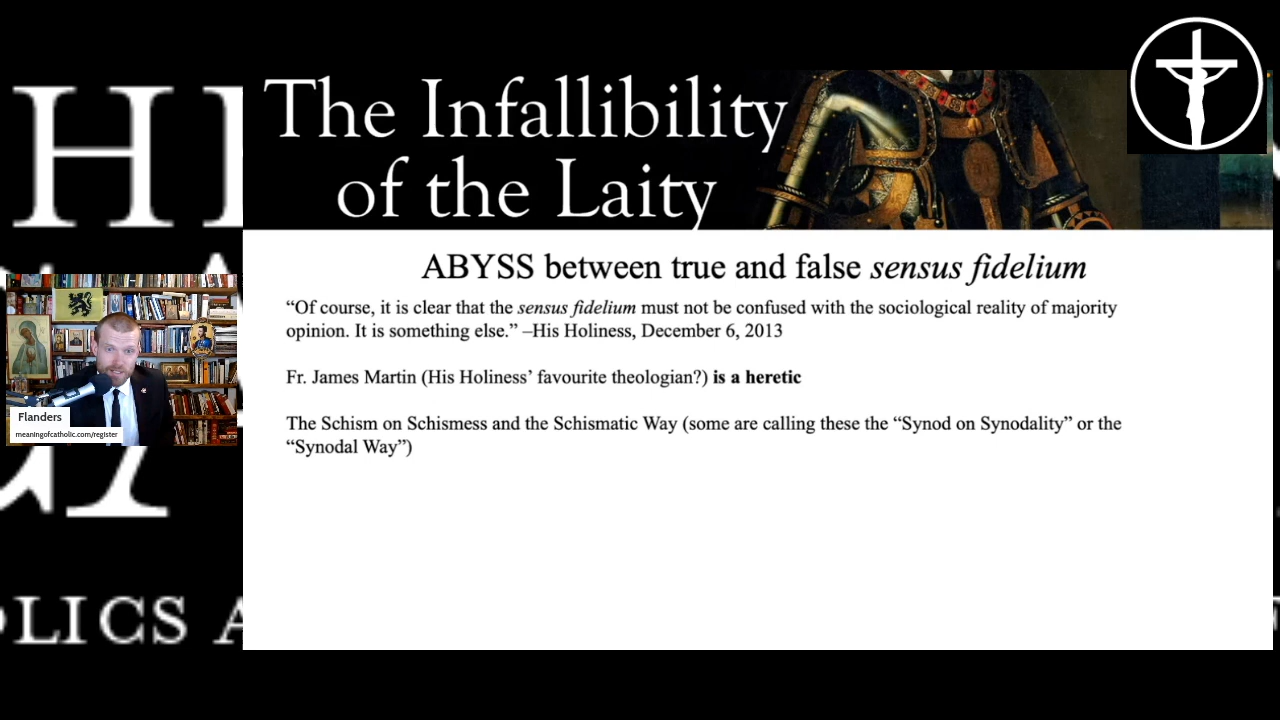 The Infallibility
of the Laity
ABYSS between true and false sensus fidelium
“Of course, it is clear that the sensus fidelium must not be confused with the sociological reality of majority
opinion. It is something else.” –His Holiness, December 6, 2013
Fr. James Martin (His Holiness’ favourite theologian?) is a heretic
The Schism on Schismess and the Schismatic Way (some are calling these the “Synod on Synodality” or the
“Synodal Way”)
Flanders
meaningofcatholic.com/register
OLICS A